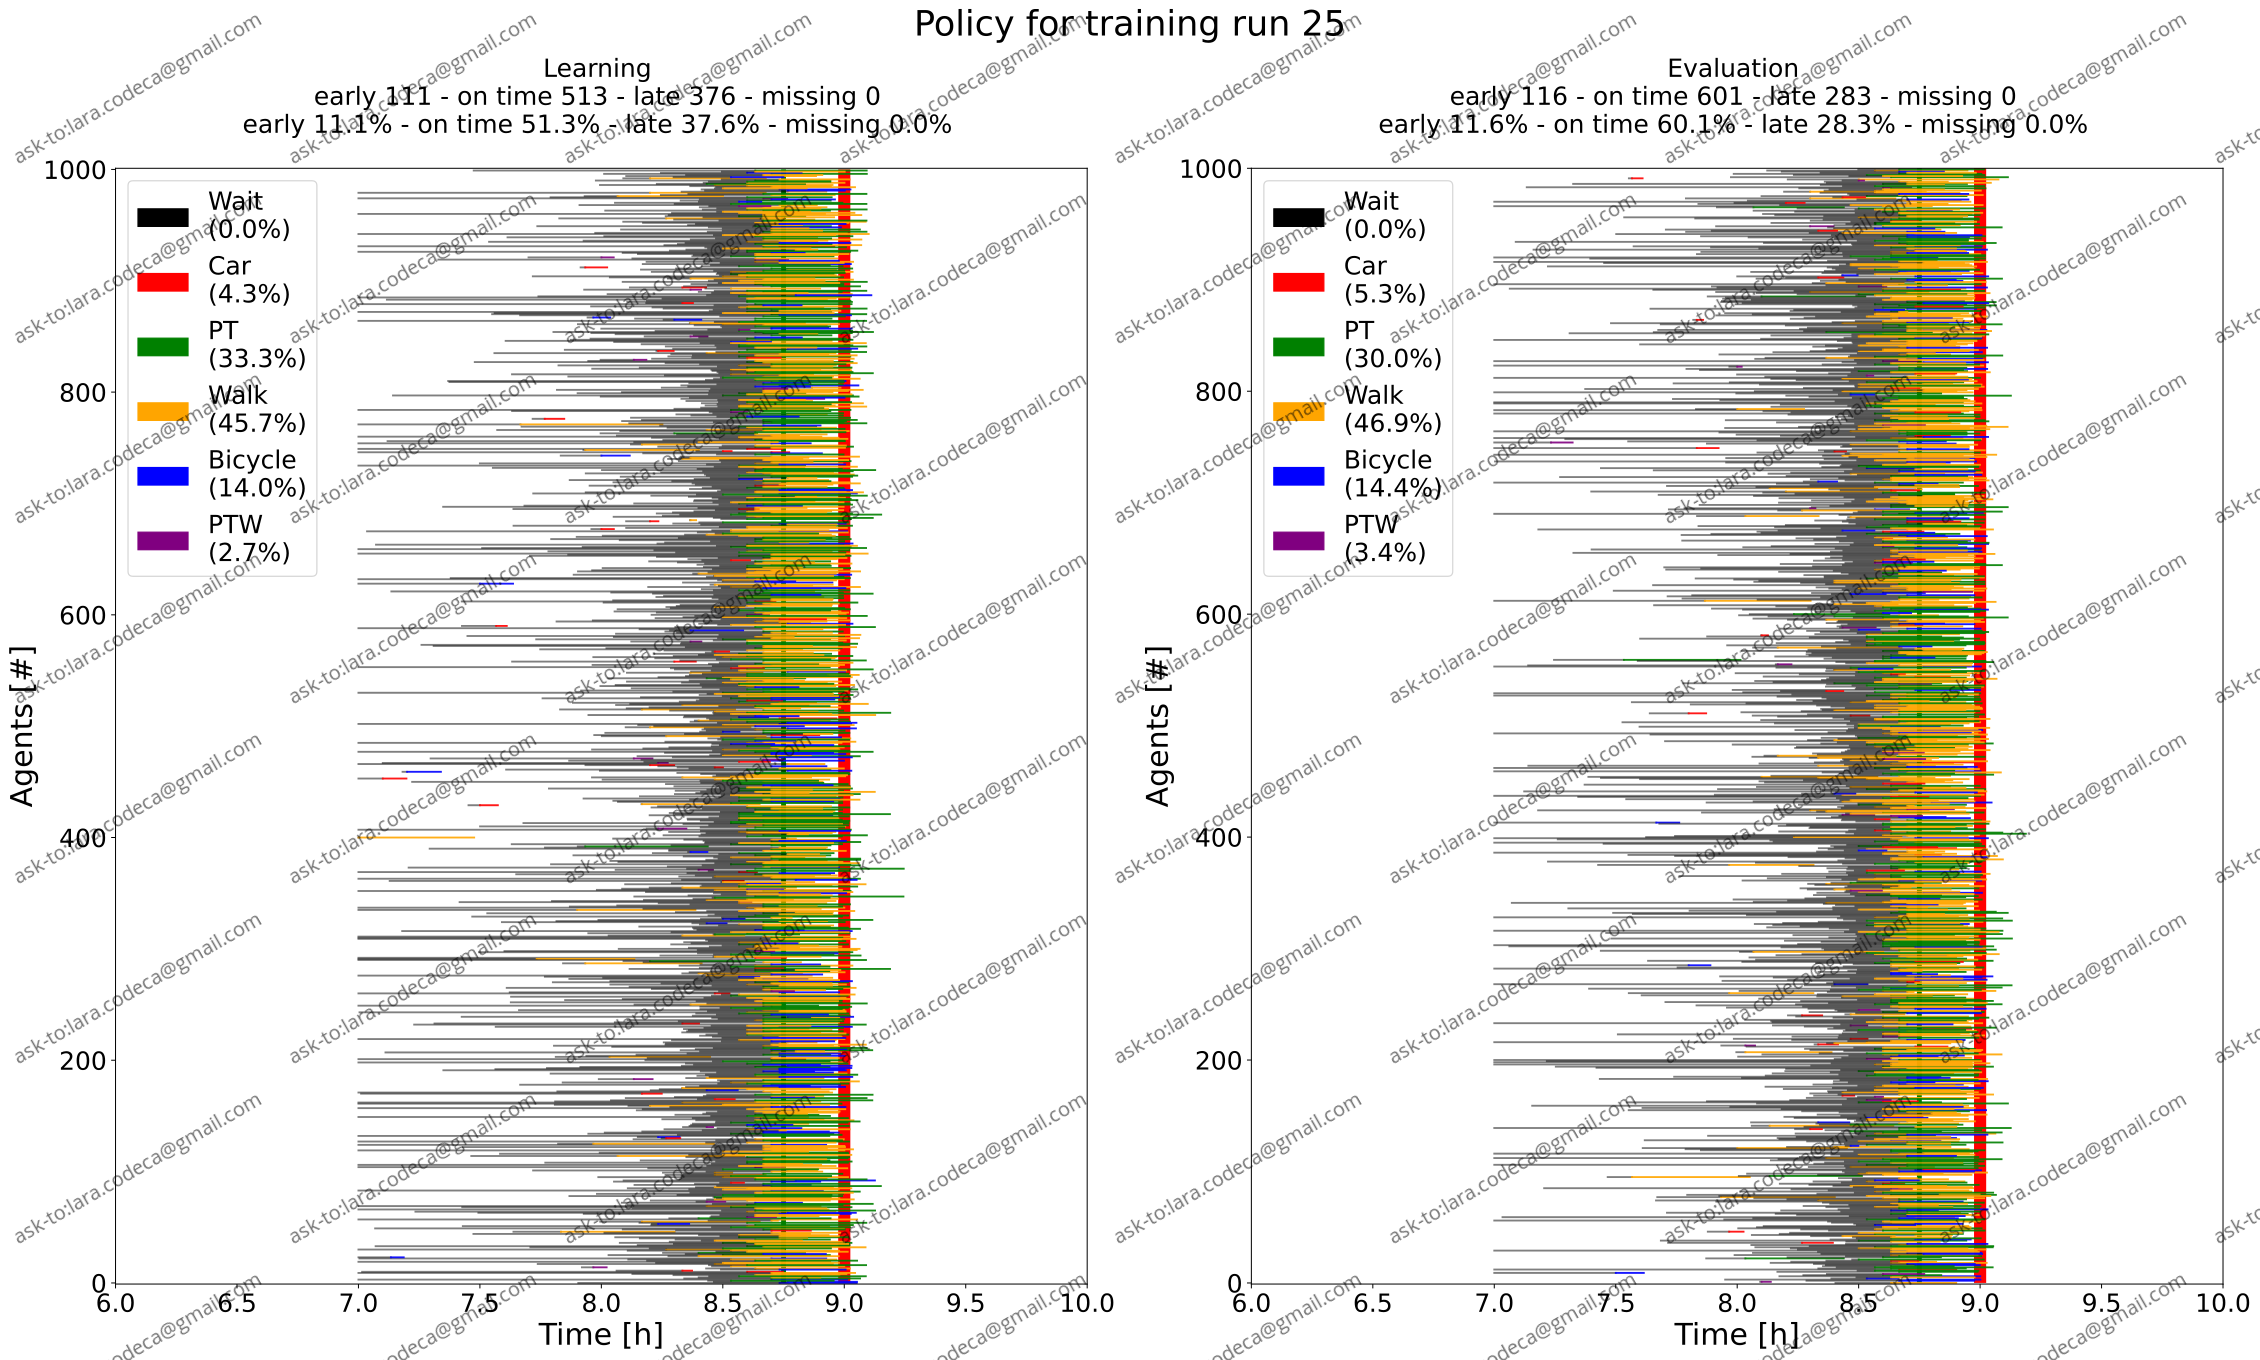 Policy for training run 25
Learning
early 111 - on time 513 - late 376 - missing 0
early 11.1% - on time 51.3% - late 37.6% - missing 0.0%
Evaluation
early 116 - on time 601 - late 283 - missing 0
early 11.6% - on time 60.1% - late 28.3% - missing 0.0%
Agents [#]
1000
800
600
400
200
0
Wait
(0.0%)
Car
(4.3%)
PT
(33.3%)
Walk
(45.7%)
Bicycle
(14.0%)
PTW
(2.7%)
6.0 6.5 7.0 7.5 8.0 8.5 9.0 9.5 10.0
Time [h]
Agents [#]
1000
800
600
400
200
0
Wait
(0.0%)
Car
(5.3%)
PT
(30.0%)
Walk
(46.9%)
Bicycle
(14.4%)
PTW
(3.4%)
6.0 6.5 7.0 7.5 8.0 8.5 9.0 9.5 10.0
Time [h]
ask-to:lara.codeca@gmail.com